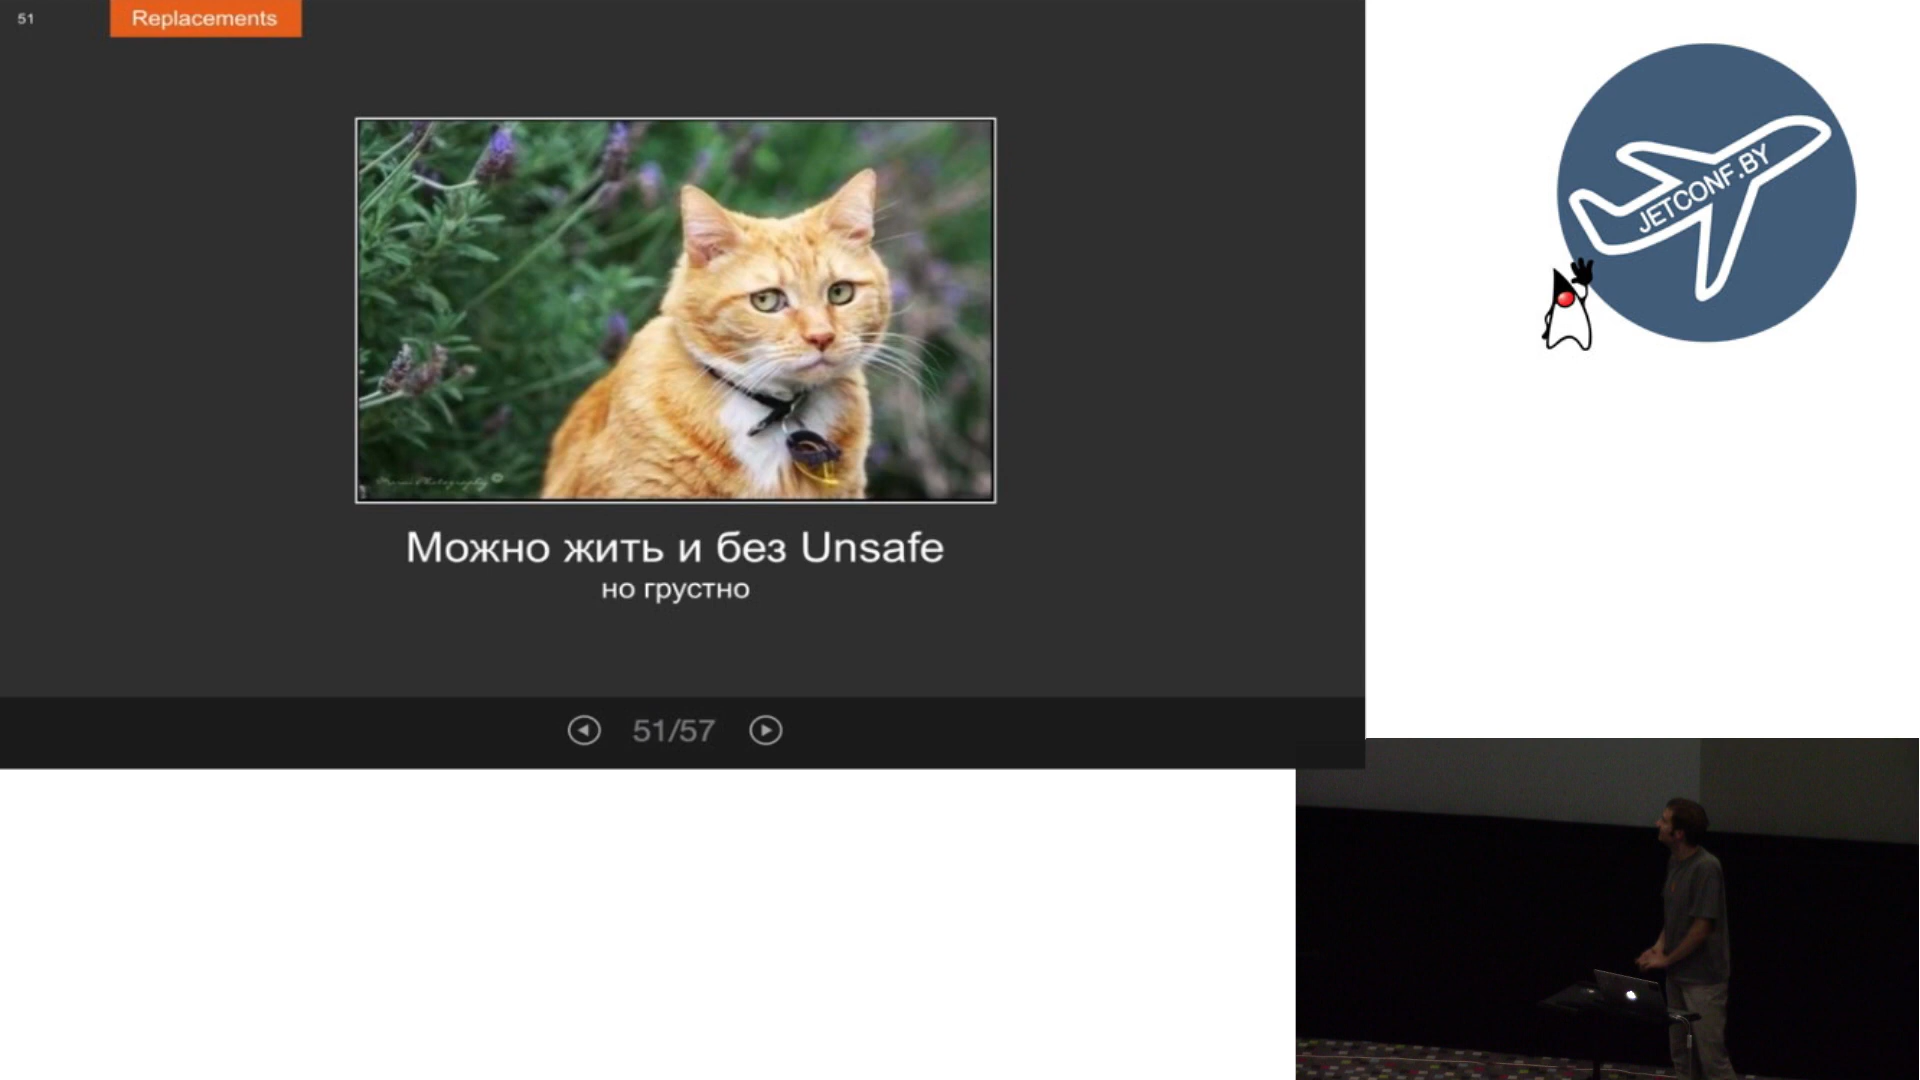 51
Replacements
JETCONF.BY
Можно жить и без Unsafe
но грустно
51/57